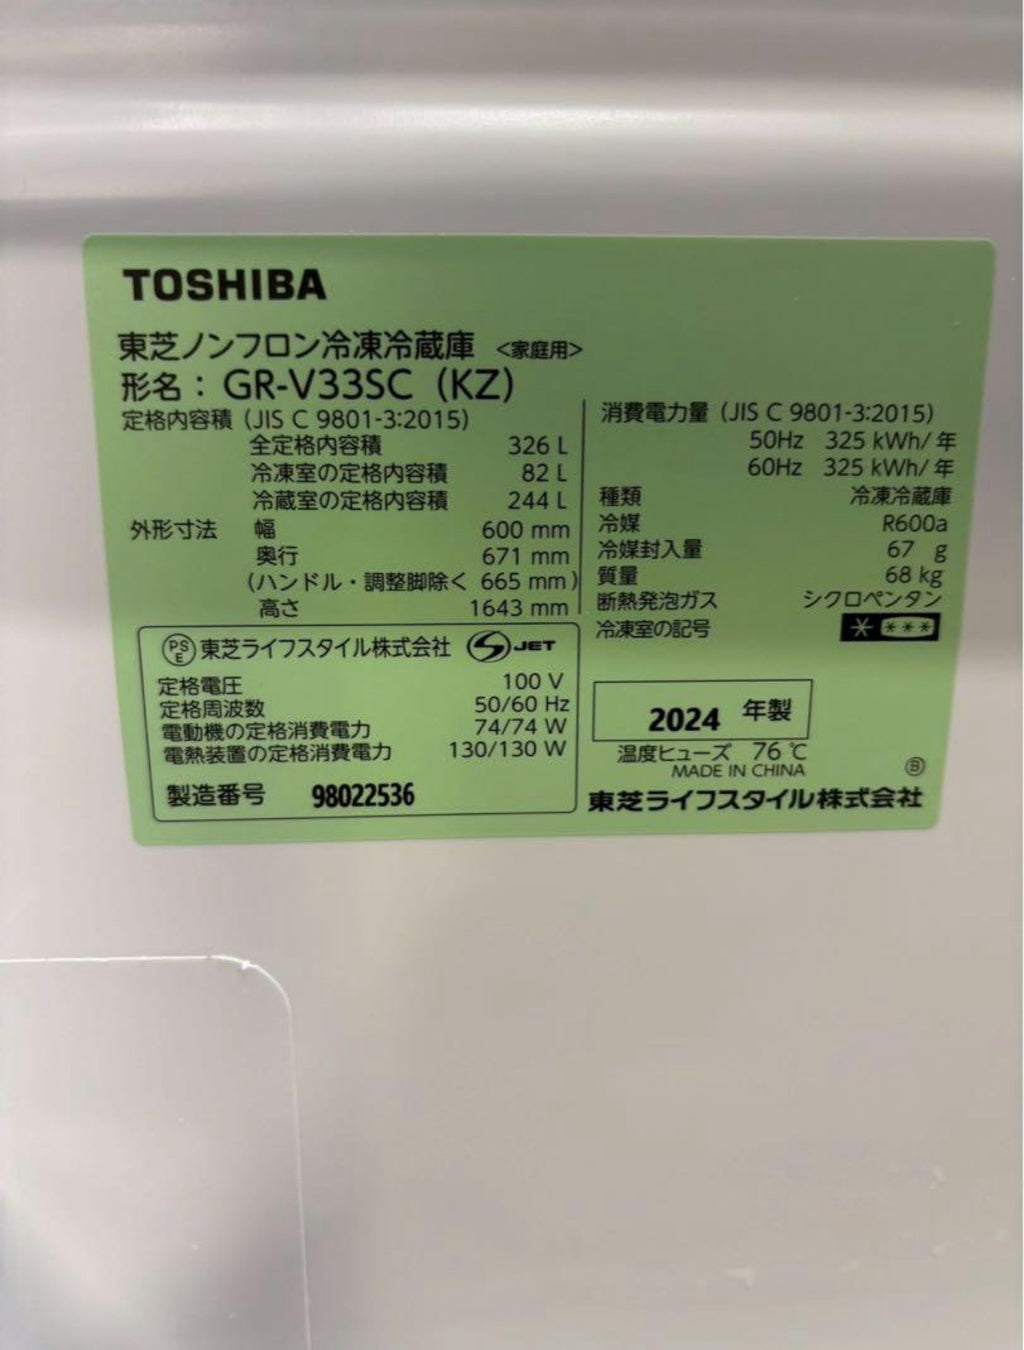 TOSHIBA
東芝ノンフロン冷凍冷蔵庫 <家庭用>
形名：GR-V33SC (KZ)
定格内容積 (JIS C 9801-3:2015)
全定格内容積 326 L
冷凍室の定格内容積 82 L
冷蔵室の定格内容積 244 L
外形寸法 幅 600 mm
奥行 671 mm
(ハンドル・調整脚除く 665 mm)
高さ 1643 mm
消費電力量 (JIS C 9801-3:2015)
50Hz 325 kWh/年
60Hz 325 kWh/年
種類 冷凍冷蔵庫
冷媒 R600a
冷媒封入量 67 g
質量 68 kg
断熱発泡ガス シクロペンタン
冷凍室の記号 * ***
PSE 東芝ライフスタイル株式会社 S JET
定格電圧 100 V
定格周波数 50/60 Hz
電動機の定格消費電力 74/74 W
電熱装置の定格消費電力 130/130 W
製造番号 98022536
2024 年製
温度ヒューズ 76 ℃
MADE IN CHINA
東芝ライフスタイル株式会社